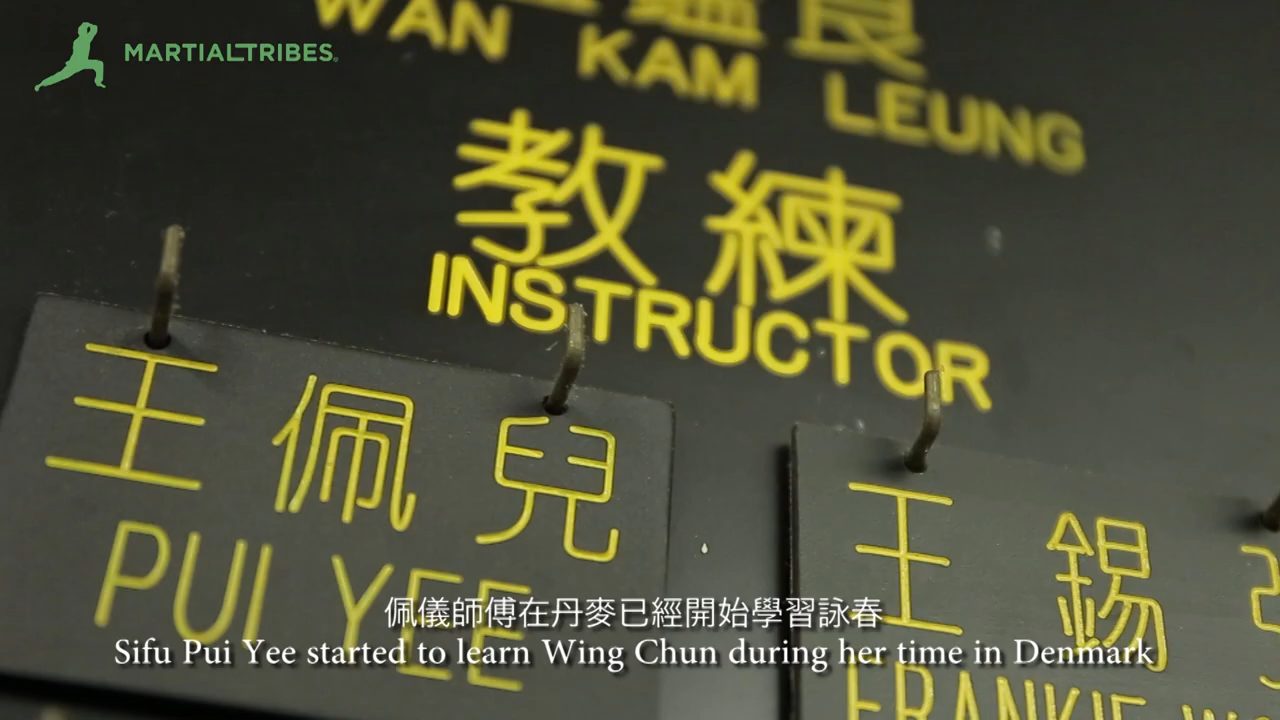 MARTIALTRIBES
WAN KAM LEUNG
教練
INSTRUCTOR
王佩兒
PUI YEE
王錫
FRANKIE
佩儀師傅在丹麥已經開始學習詠春
Sifu Pui Yee started to learn Wing Chun during her time in Denmark